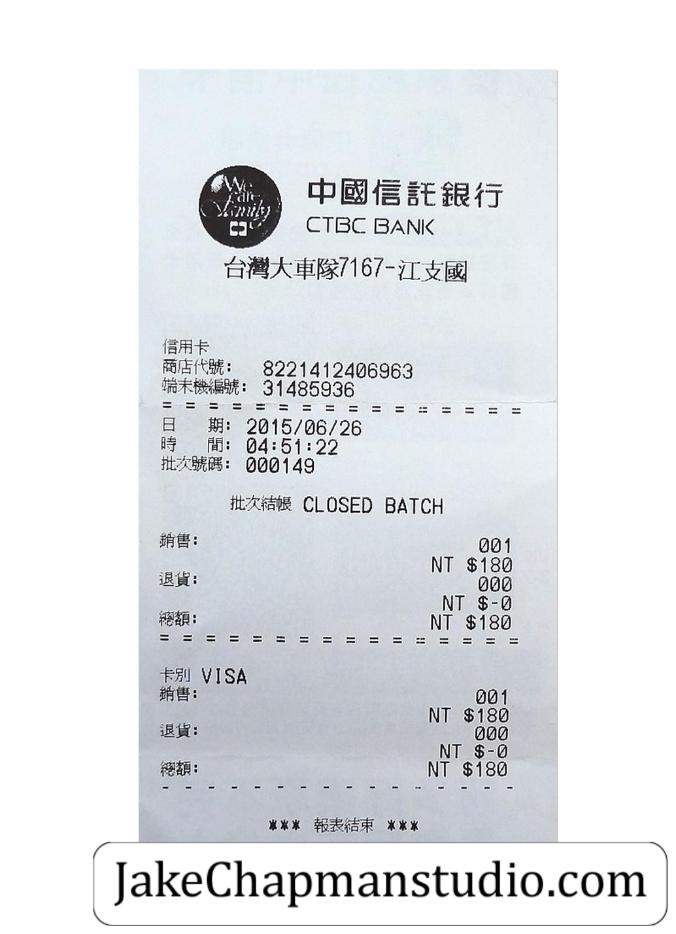 We are Family
中國信託銀行
CTBC BANK
台灣大車隊7167-江支國
信用卡
商店代號: 8221412406963
端末機編號: 31485936
= = = = = = = = = = = = = = = = = = = =
日 期: 2015/06/26
時 間: 04:51:22
批次號碼: 000149
批次結帳 CLOSED BATCH
銷售: 001
NT $180
退貨: 000
NT $-0
總額: NT $180
= = = = = = = = = = = = = = = = = = = =
卡別 VISA
銷售: 001
NT $180
退貨: 000
NT $-0
總額: NT $180
- - - - - - - - - - - - - - - - - - - -
*** 報表結束 ***
JakeChapmanstudio.com